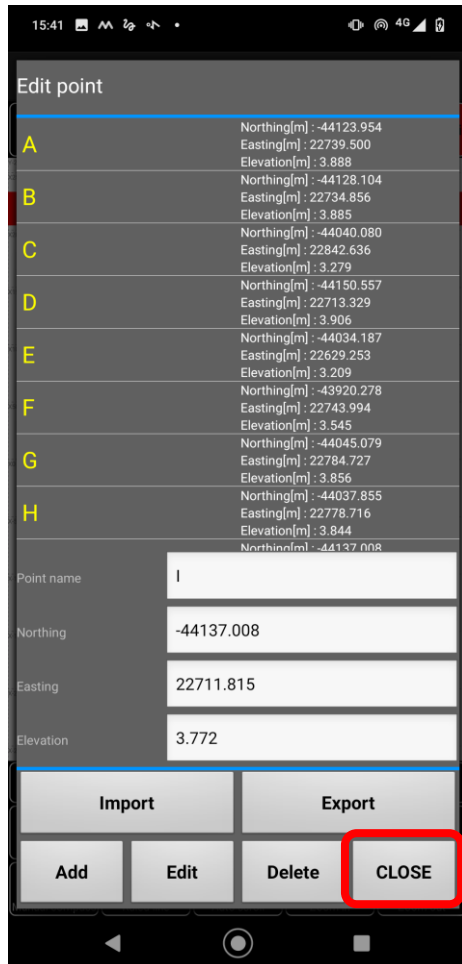 15:41
4G
Edit point
A
Northing[m] : -44123.954
Easting[m] : 22739.500
Elevation[m] : 3.888
B
Northing[m] : -44128.104
Easting[m] : 22734.856
Elevation[m] : 3.885
C
Northing[m] : -44040.080
Easting[m] : 22842.636
Elevation[m] : 3.279
D
Northing[m] : -44150.557
Easting[m] : 22713.329
Elevation[m] : 3.906
E
Northing[m] : -44034.187
Easting[m] : 22629.253
Elevation[m] : 3.209
F
Northing[m] : -43920.278
Easting[m] : 22743.994
Elevation[m] : 3.545
G
Northing[m] : -44045.079
Easting[m] : 22784.727
Elevation[m] : 3.856
H
Northing[m] : -44037.855
Easting[m] : 22778.716
Elevation[m] : 3.844
Northing[m] : -44137.008
Point name
I
Northing
-44137.008
Easting
22711.815
Elevation
3.772
Import
Export
Add
Edit
Delete
CLOSE